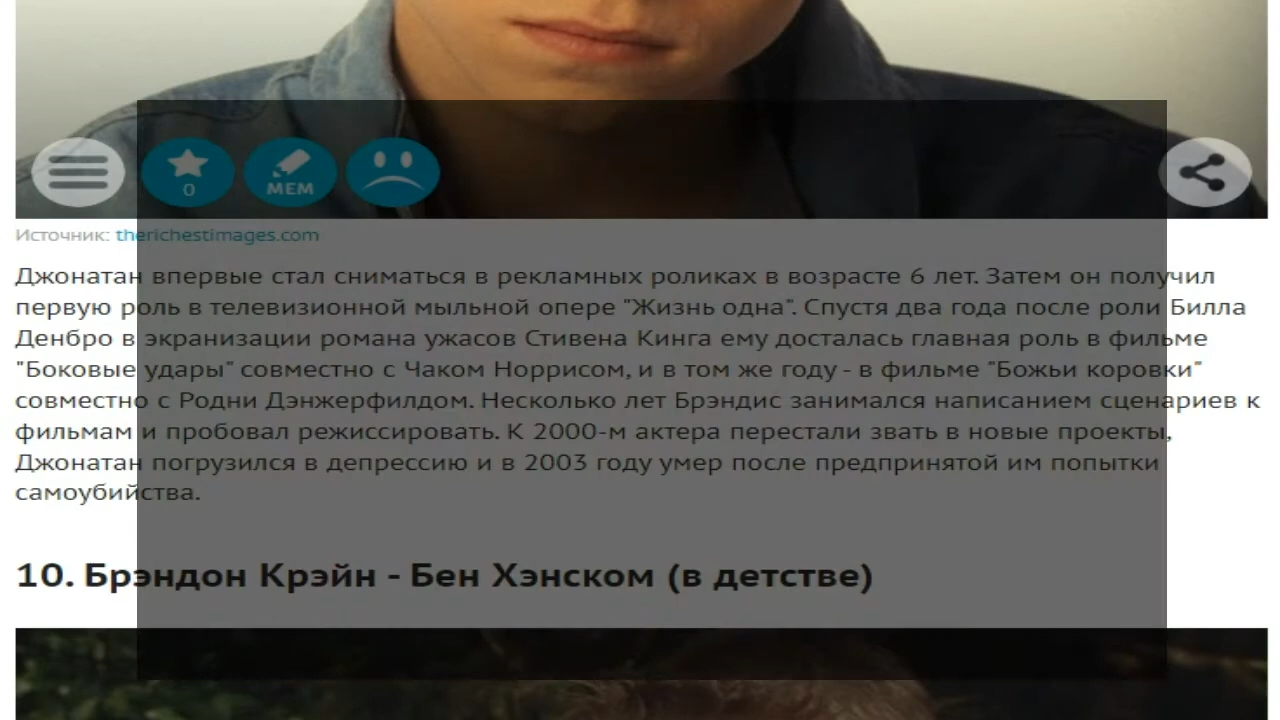 0
МЕМ
Источник: therichestimages.com
Джонатан впервые стал сниматься в рекламных роликах в возрасте 6 лет. Затем он получил
первую роль в телевизионной мыльной опере "Жизнь одна". Спустя два года после роли Билла
Денбро в экранизации романа ужасов Стивена Кинга ему досталась главная роль в фильме
"Боковые удары" совместно с Чаком Норрисом, и в том же году - в фильме "Божьи коровки"
совместно с Родни Дэнжерфилдом. Несколько лет Брэндис занимался написанием сценариев к
фильмам и пробовал режиссировать. К 2000-м актера перестали звать в новые проекты,
Джонатан погрузился в депрессию и в 2003 году умер после предпринятой им попытки
самоубийства.
10. Брэндон Крэйн - Бен Хэнском (в детстве)